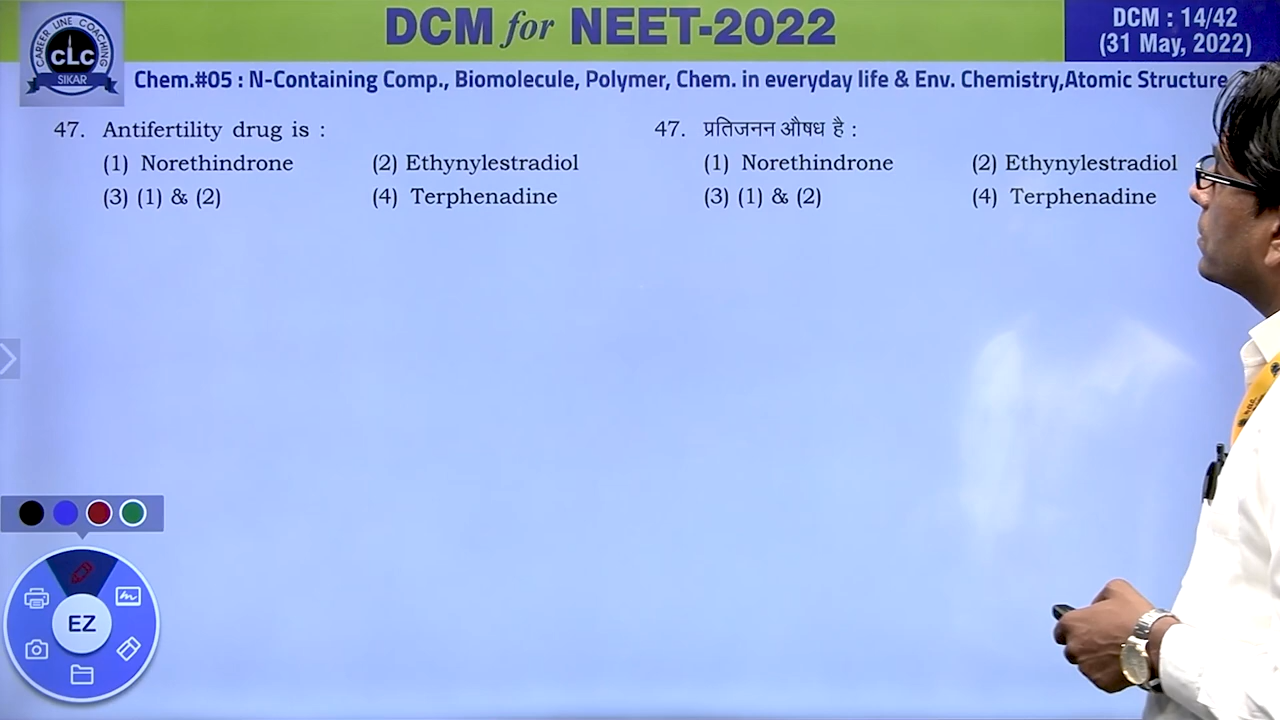 DCM for NEET-2022
DCM : 14/42
(31 May, 2022)
CAREER LINE COACHING
CLC
SIKAR
Chem.#05 : N-Containing Comp., Biomolecule, Polymer, Chem. in everyday life & Env. Chemistry,Atomic Structure
47. Antifertility drug is :
(1) Norethindrone (2) Ethynylestradiol
(3) (1) & (2) (4) Terphenadine
47. प्रतिजनन औषध है :
(1) Norethindrone (2) Ethynylestradiol
(3) (1) & (2) (4) Terphenadine
EZ